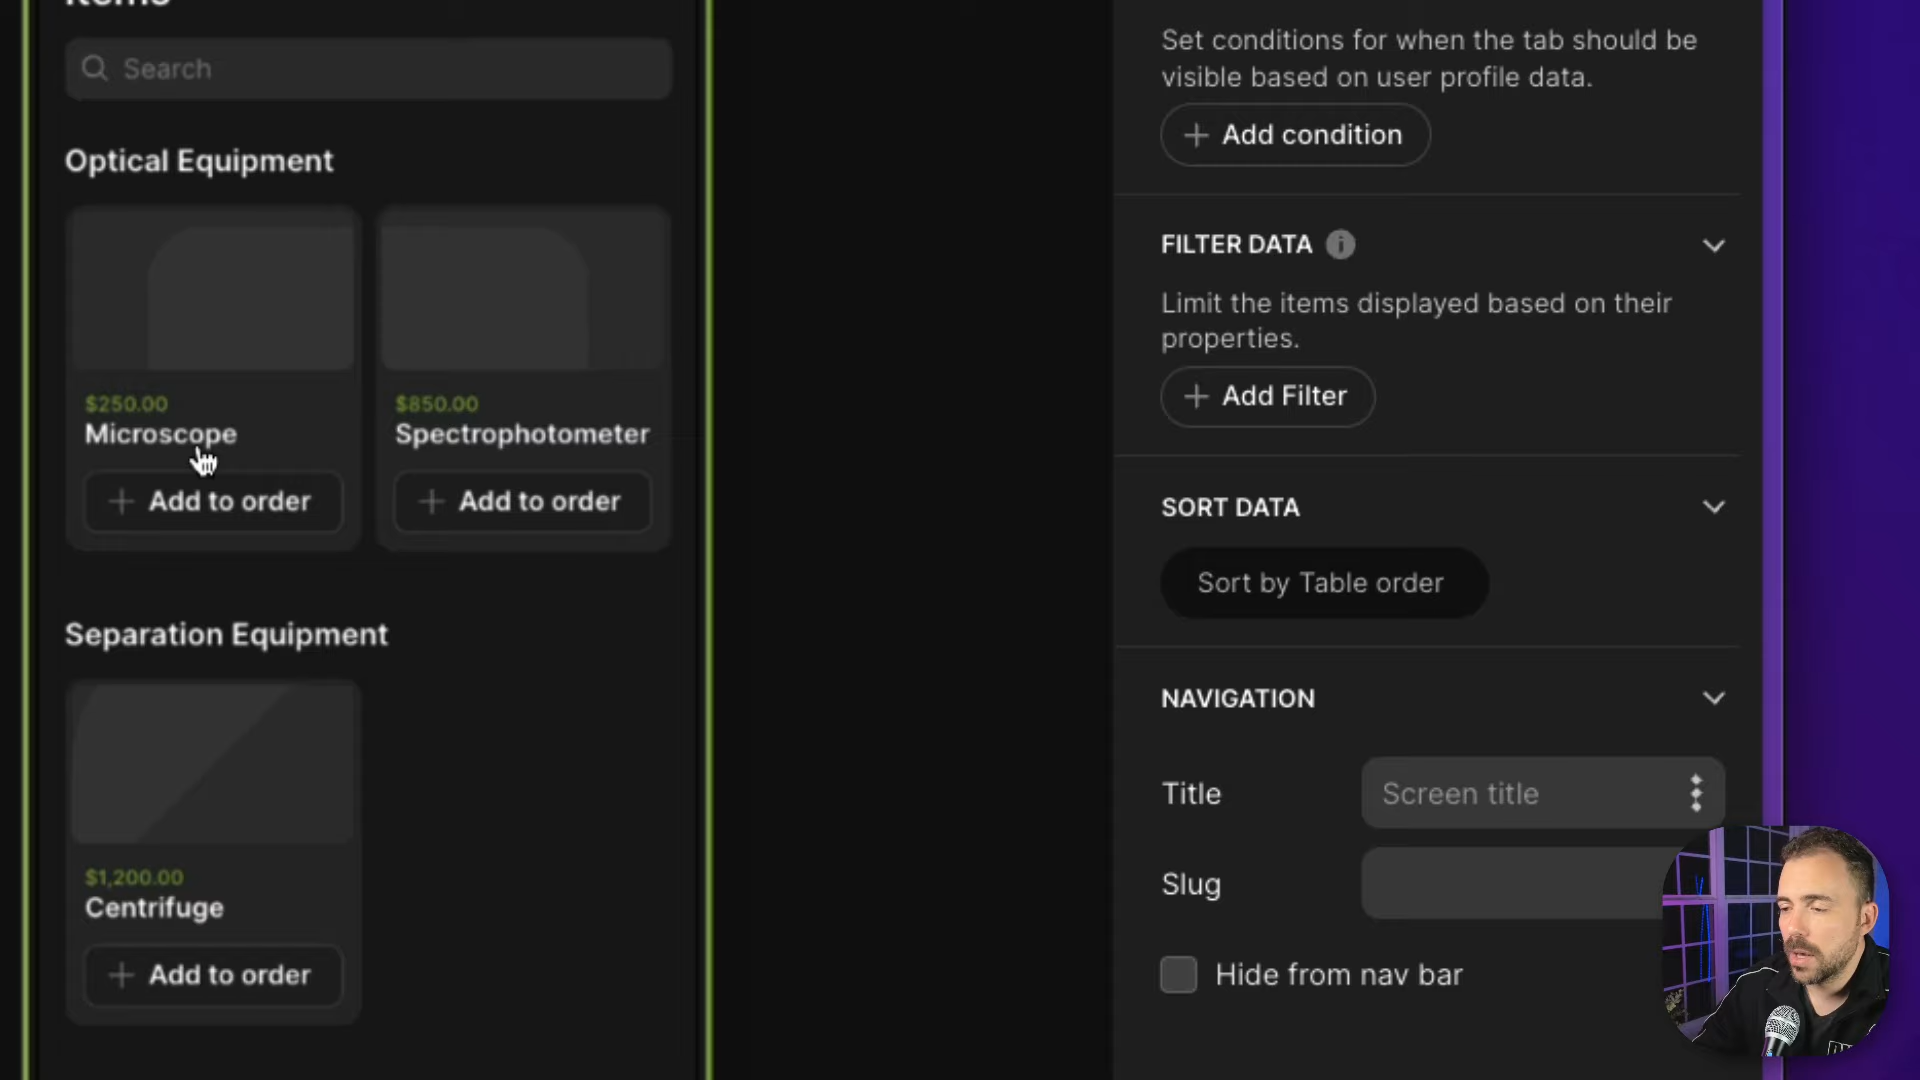 Items
Search
Optical Equipment
$250.00
Microscope
Add to order
$850.00
Spectrophotometer
Add to order
Separation Equipment
$1,200.00
Centrifuge
Add to order
Set conditions for when the tab should be
visible based on user profile data.
Add condition
FILTER DATA
Limit the items displayed based on their
properties.
Add Filter
SORT DATA
Sort by Table order
NAVIGATION
Title
Screen title
Slug
Hide from nav bar